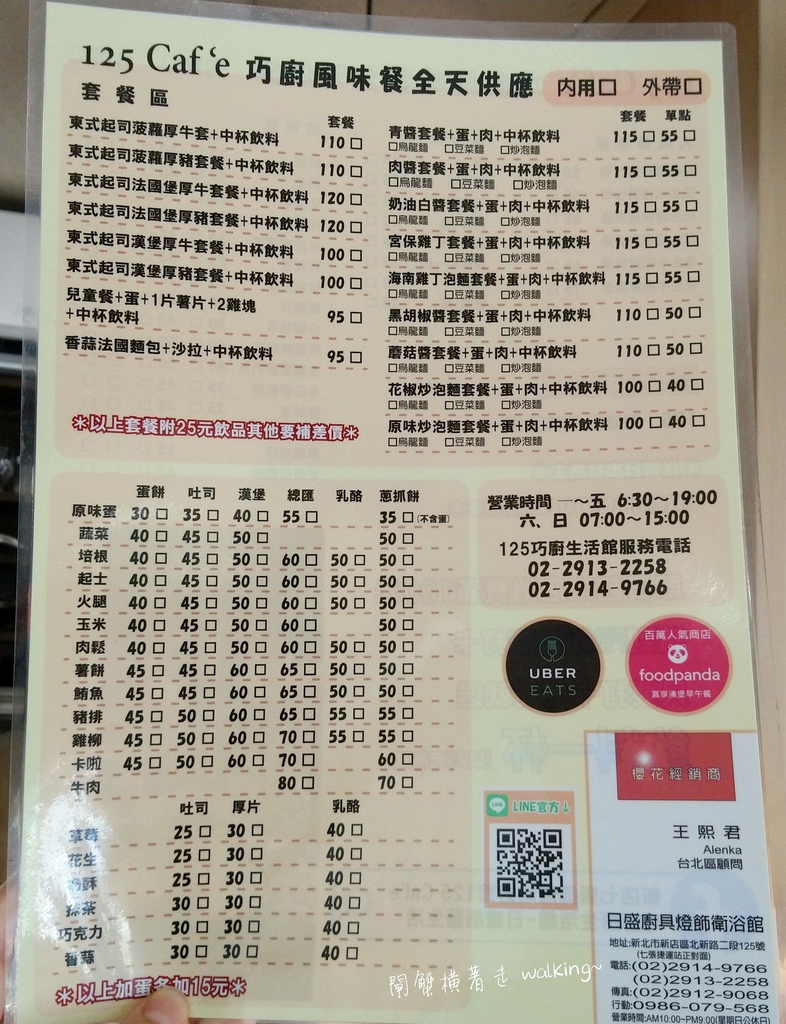 125 Caf‘e 巧廚風味餐全天供應 內用□ 外帶□
套餐區
套餐
東式起司菠蘿厚牛套+中杯飲料 110 □
東式起司菠蘿厚豬套餐+中杯飲料 110 □
東式起司法國堡厚牛套餐+中杯飲料 120 □
東式起司法國堡厚豬套餐+中杯飲料 120 □
東式起司漢堡厚牛套餐+中杯飲料 100 □
東式起司漢堡厚豬套餐+中杯飲料 100 □
兒童餐+蛋+1片薯片+2雞塊
+中杯飲料 95 □
香蒜法國麵包+沙拉+中杯飲料 95 □
*以上套餐附25元飲品其他要補差價*
套餐 單點
青醬套餐+蛋+肉+中杯飲料 115 □ 55 □
□烏龍麵 □豆菜麵 □炒泡麵
肉醬套餐+蛋+肉+中杯飲料 115 □ 55 □
□烏龍麵 □豆菜麵 □炒泡麵
奶油白醬套餐+蛋+肉+中杯飲料 115 □ 55 □
□烏龍麵 □豆菜麵 □炒泡麵
宮保雞丁套餐+蛋+肉+中杯飲料 115 □ 55 □
□烏龍麵 □豆菜麵 □炒泡麵
海南雞丁泡麵套餐+蛋+肉+中杯飲料 115 □ 55 □
□烏龍麵 □豆菜麵 □炒泡麵
黑胡椒醬套餐+蛋+肉+中杯飲料 110 □ 50 □
□烏龍麵 □豆菜麵 □炒泡麵
蘑菇醬套餐+蛋+肉+中杯飲料 110 □ 50 □
□烏龍麵 □豆菜麵 □炒泡麵
花椒炒泡麵套餐+蛋+肉+中杯飲料 100 □ 40 □
□烏龍麵 □豆菜麵 □炒泡麵
原味炒泡麵套餐+蛋+肉+中杯飲料 100 □ 40 □
□烏龍麵 □豆菜麵 □炒泡麵
蛋餅 吐司 漢堡 總匯 乳酪 蔥抓餅
原味蛋 30 □ 35 □ 40 □ 55 □ 35 □ (不含蛋)
蔬菜 40 □ 45 □ 50 □ 50 □
培根 40 □ 45 □ 50 □ 60 □ 50 □ 50 □
起士 40 □ 45 □ 50 □ 60 □ 50 □ 50 □
火腿 40 □ 45 □ 50 □ 60 □ 50 □ 50 □
玉米 40 □ 45 □ 50 □ 60 □ 50 □
肉鬆 40 □ 45 □ 50 □ 60 □ 50 □ 50 □
薯餅 45 □ 45 □ 60 □ 65 □ 50 □ 50 □
鮪魚 45 □ 45 □ 60 □ 65 □ 50 □ 50 □
豬排 45 □ 50 □ 60 □ 65 □ 55 □ 55 □
雞柳 45 □ 50 □ 60 □ 70 □ 55 □ 55 □
卡啦 45 □ 50 □ 60 □ 70 □ 60 □
牛肉 80 □ 70 □
吐司 厚片 乳酪
草莓 25 □ 30 □ 40 □
花生 25 □ 30 □ 40 □
奶酥 25 □ 30 □ 40 □
抹茶 30 □ 30 □ 40 □
巧克力 30 □ 30 □ 40 □
香蒜 30 □ 30 □ 40 □
*以上加蛋多加15元*
營業時間 一~五 6:30~19:00
六、日 07:00~15:00
125巧廚生活館服務電話
02-2913-2258
02-2914-9766
UBER
EATS
百萬人氣商店
foodpanda
真享漢堡早午餐
LINE官方↓
櫻花經銷商
王熙君
Alenka
台北區顧問
日盛廚具燈飾衛浴館
地址:新北市新店區北新路二段125號
(七張捷運站正對面)
電話:(02)2914-9766
(02)2913-2258
傳真:(02)2912-9068
行動:0986-079-568
營業時間:AM10:00~PM9:00(星期日公休日)
閘蟹橫著走 walking~